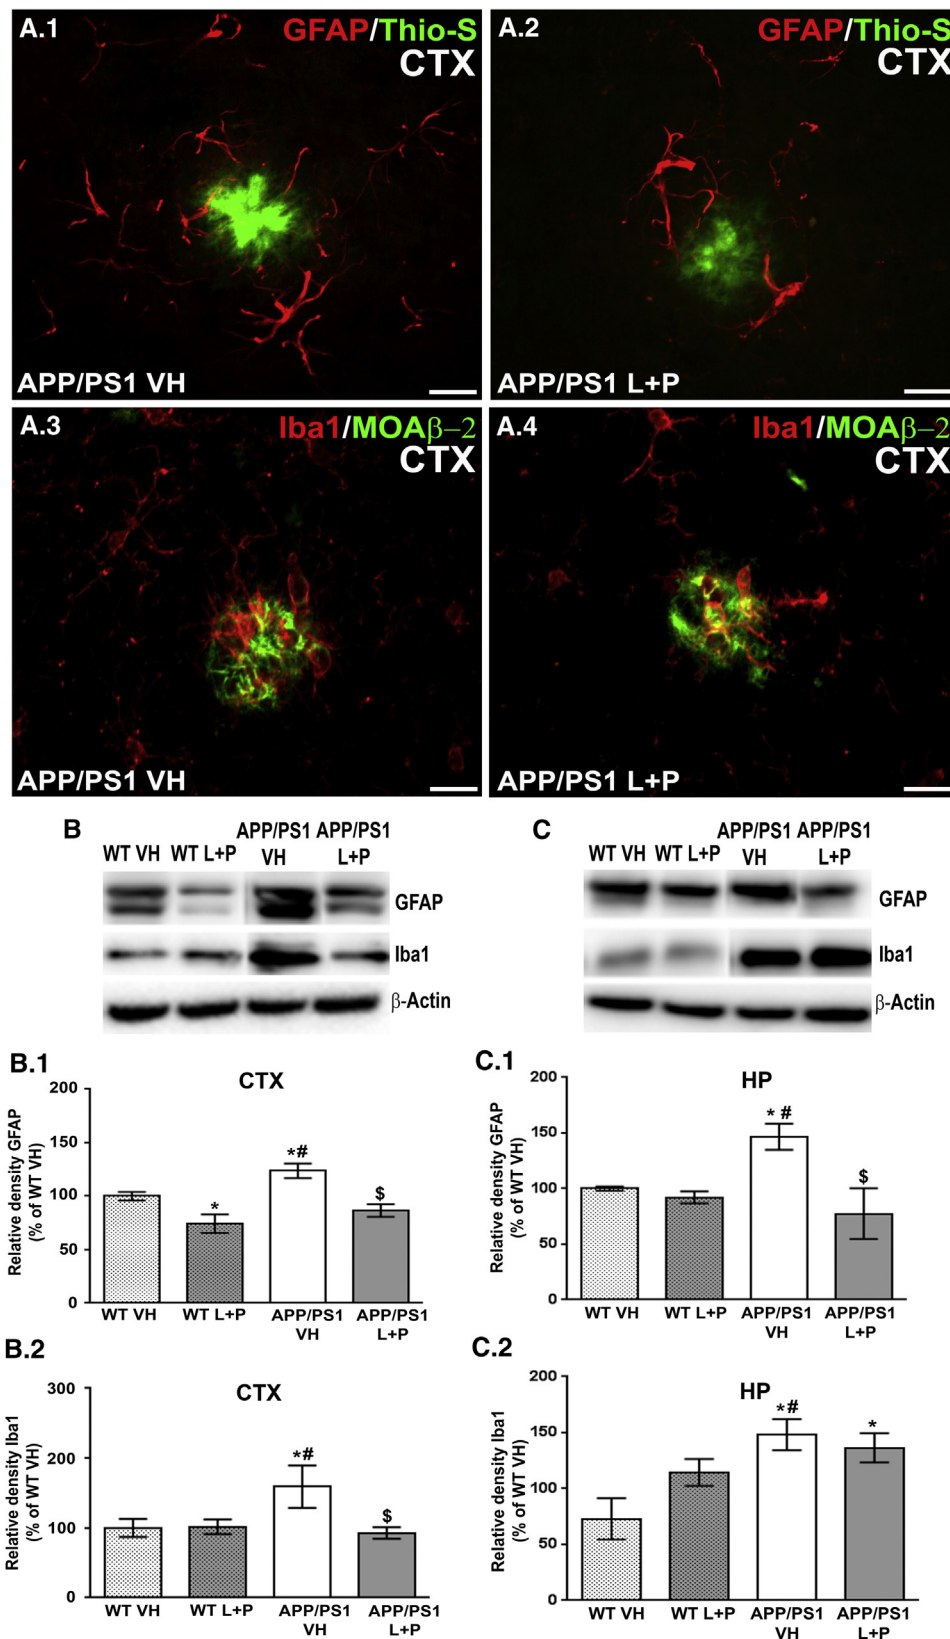 A.1
GFAP/Thio-S
CTX
APP/PS1 VH
A.2
GFAP/Thio-S
CTX
APP/PS1 L+P
A.3
Iba1/MOAβ–2
CTX
APP/PS1 VH
A.4
Iba1/MOAβ–2
CTX
APP/PS1 L+P
B
WT VH WT L+P APP/PS1 VH APP/PS1 L+P
GFAP
Iba1
β-Actin
C
WT VH WT L+P APP/PS1 VH APP/PS1 L+P
GFAP
Iba1
β-Actin
B.1
CTX
Relative density GFAP
(% of WT VH)
200
150
100
50
0
*
*#
$
WT VH WT L+P APP/PS1 VH APP/PS1 L+P
C.1
HP
Relative density GFAP
(% of WT VH)
200
150
100
50
0
* #
$
WT VH WT L+P APP/PS1 VH APP/PS1 L+P
B.2
CTX
Relative density Iba1
(% of WT VH)
300
200
100
0
*#
$
WT VH WT L+P APP/PS1 VH APP/PS1 L+P
C.2
HP
Relative density Iba1
(% of WT VH)
200
150
100
50
0
*#
*
WT VH WT L+P APP/PS1 VH APP/PS1 L+P